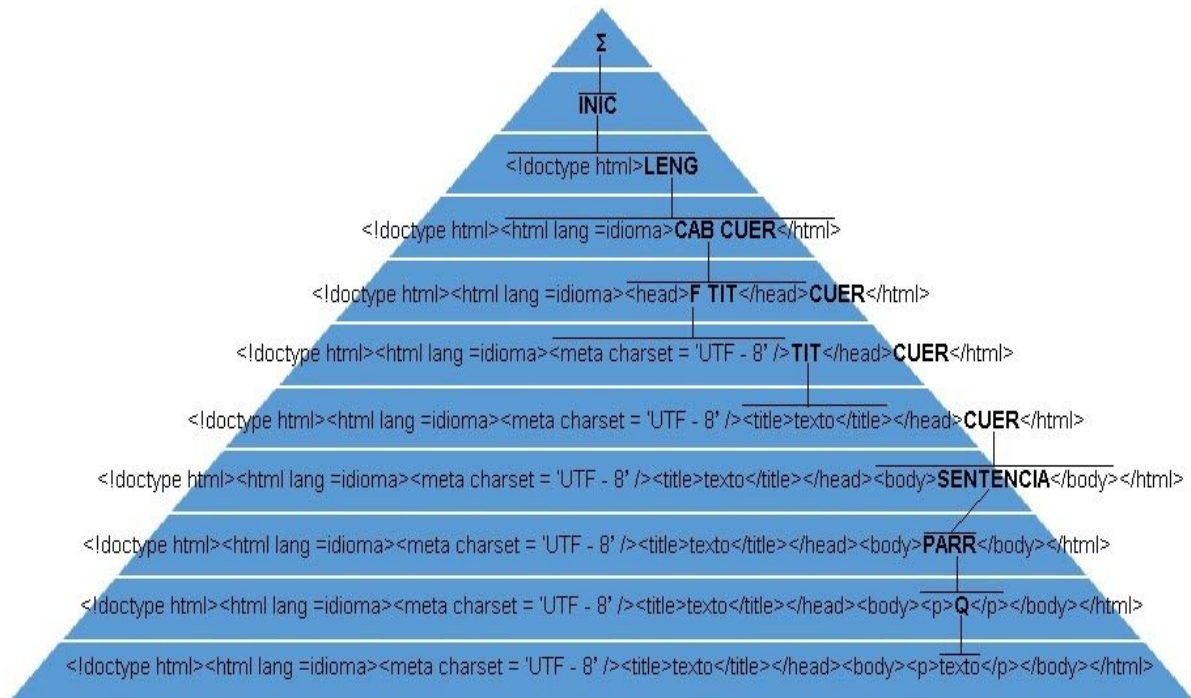 Σ
INIC
<!doctype html>LENG
<!doctype html><html lang =idioma>CAB CUER</html>
<!doctype html><html lang =idioma><head>F TIT</head>CUER</html>
<!doctype html><html lang =idioma><meta charset = 'UTF - 8' />TIT</head>CUER</html>
<!doctype html><html lang =idioma><meta charset = 'UTF - 8' /><title>texto</title></head>CUER</html>
<!doctype html><html lang =idioma><meta charset = 'UTF - 8' /><title>texto</title></head><body>SENTENCIA</body></html>
<!doctype html><html lang =idioma><meta charset = 'UTF - 8' /><title>texto</title></head><body>PARR</body></html>
<!doctype html><html lang =idioma><meta charset = 'UTF - 8' /><title>texto</title></head><body><p>Q</p></body></html>
<!doctype html><html lang =idioma><meta charset = 'UTF - 8' /><title>texto</title></head><body><p>texto</p></body></html>